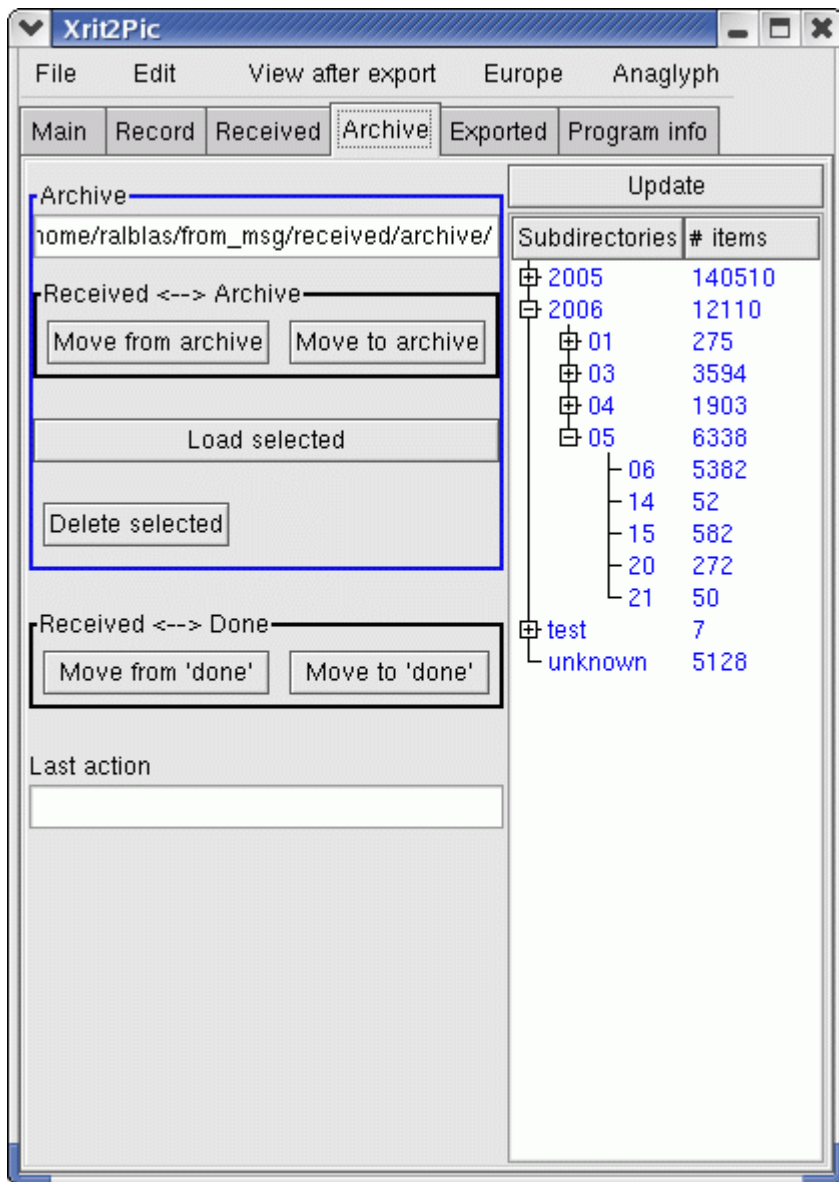 Xrit2Pic
File Edit View after export Europe Anaglyph
Main Record Received Archive Exported Program info
Archive
home/ralblas/from_msg/received/archive/
Received <--> Archive
Move from archive Move to archive
Load selected
Delete selected
Received <--> Done
Move from 'done' Move to 'done'
Last action
Update
Subdirectories # items
2005 140510
2006 12110
01 275
03 3594
04 1903
05 6338
06 5382
14 52
15 582
20 272
21 50
test 7
unknown 5128